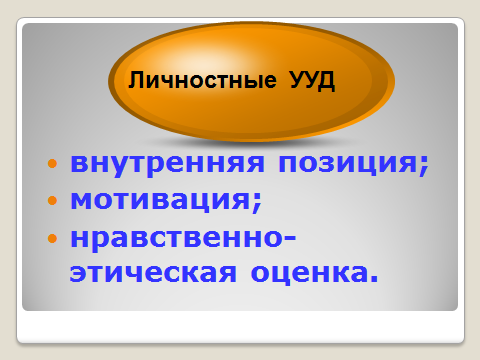 Личностные УУД
внутренняя позиция;
мотивация;
нравственно-
этическая оценка.